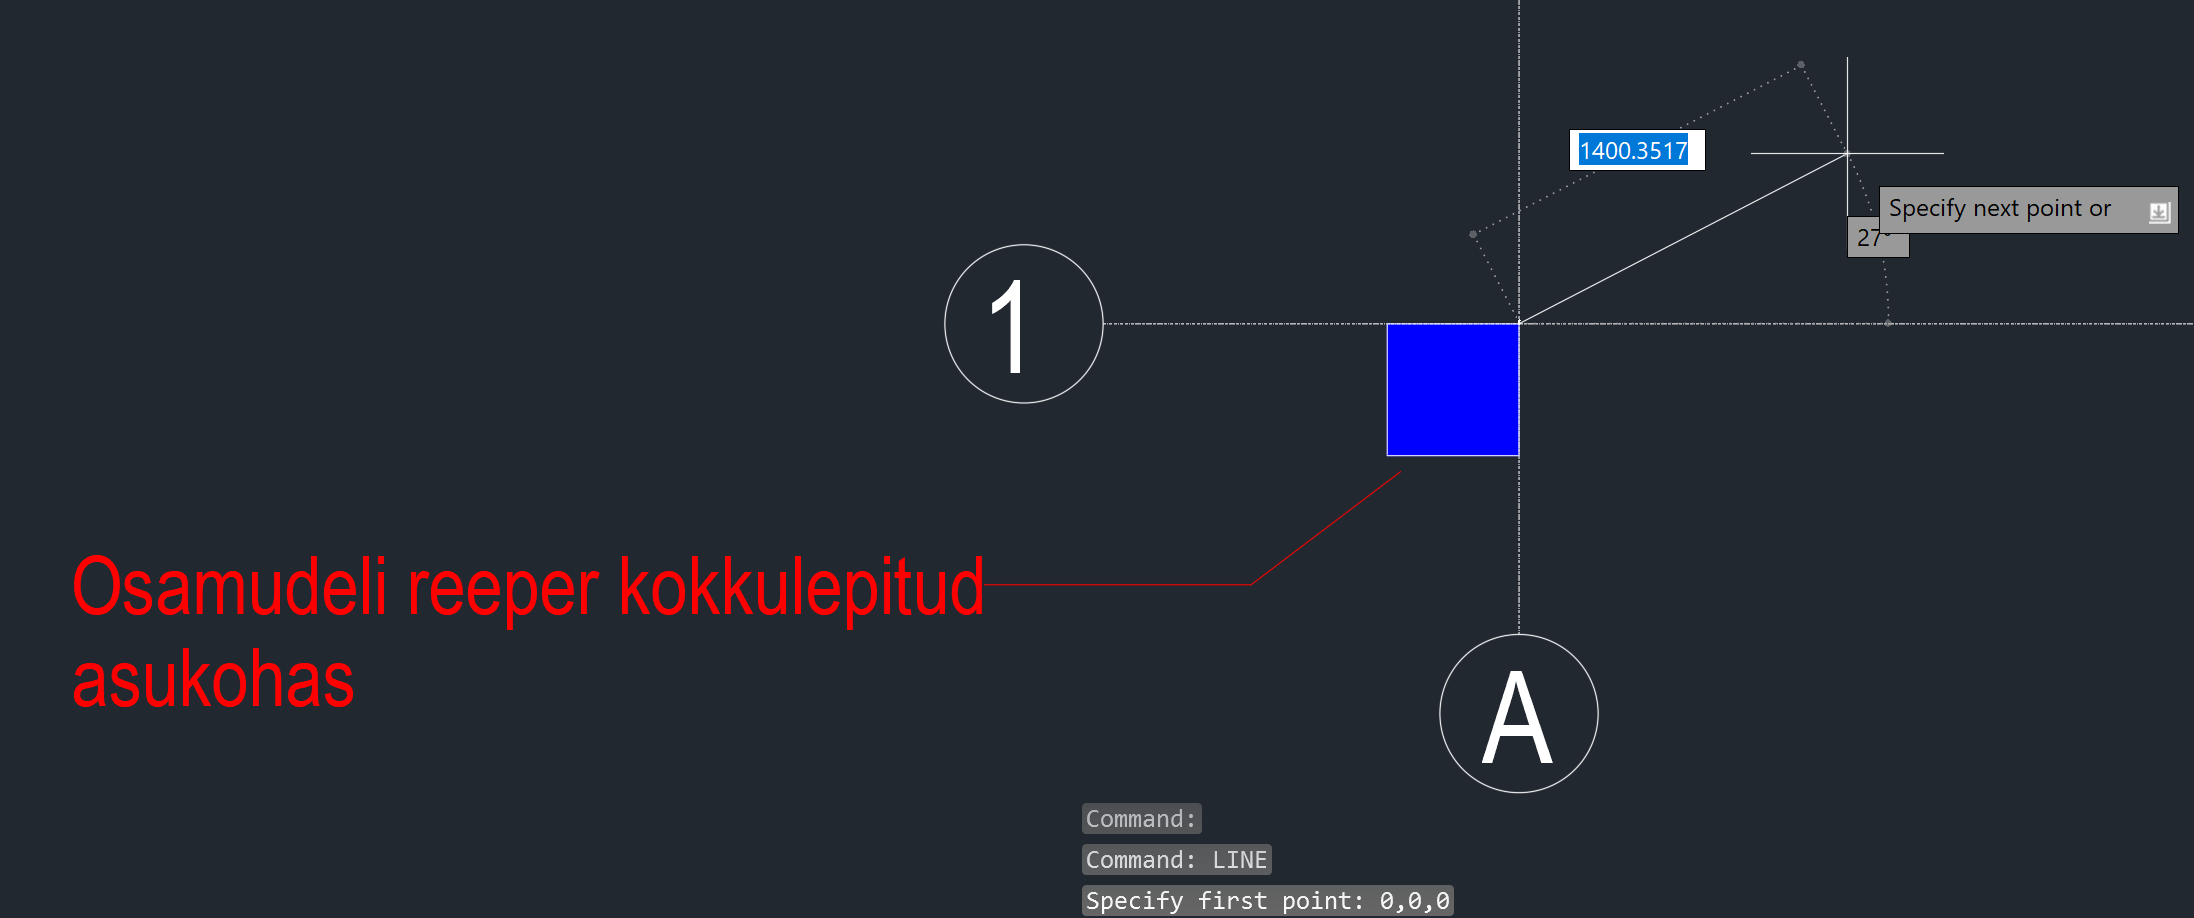 1400.3517
Specify next point or
27°
1
Osamudeli reeper kokkulepitud
asukohas
A
Command:
Command: LINE
Specify first point: 0,0,0